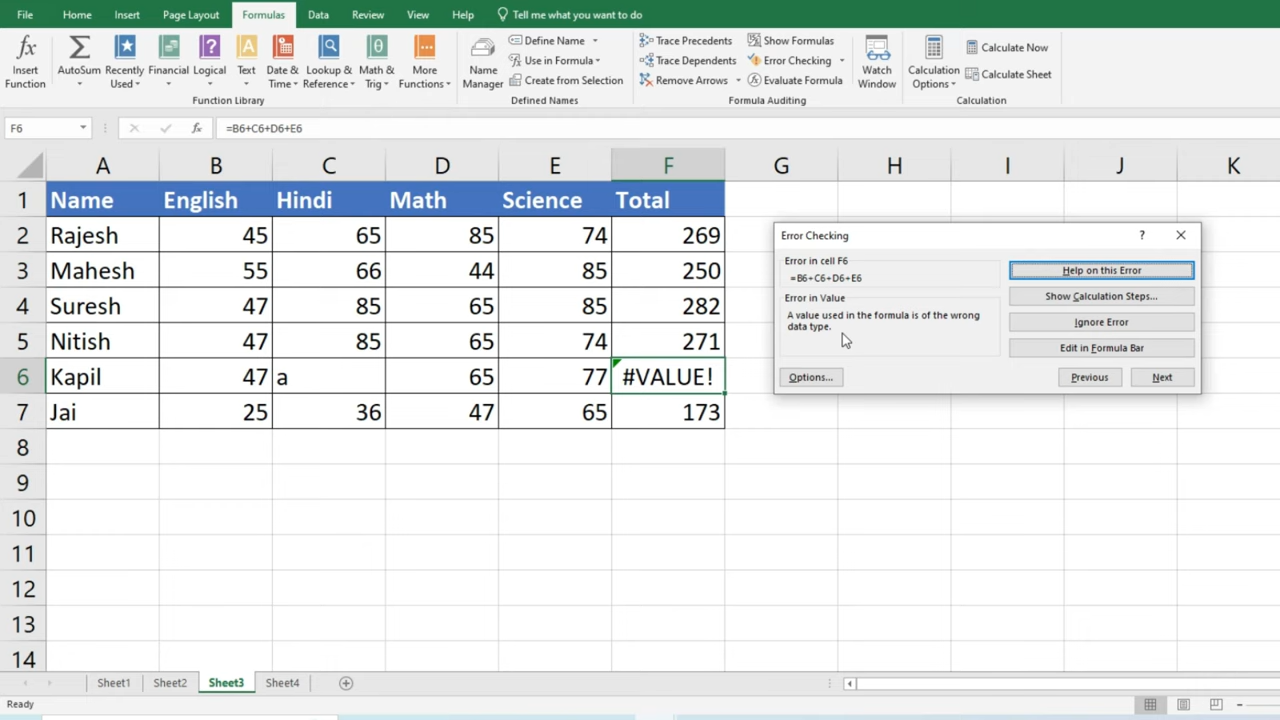 File Home Insert Page Layout Formulas Data Review View Help Tell me what you want to do
fx Σ ? A θ ...
Insert Function AutoSum Recently Used Financial Logical Text Date & Time Lookup & Reference Math & Trig More Functions
Function Library
Name Manager
Define Name
Use in Formula
Create from Selection
Defined Names
Trace Precedents Show Formulas
Trace Dependents Error Checking
Remove Arrows Evaluate Formula
Formula Auditing
Watch Window
Calculation Options
Calculate Now
Calculate Sheet
Calculation
F6 fx =B6+C6+D6+E6
A B C D E F G H I J K
1 Name English Hindi Math Science Total
2 Rajesh 45 65 85 74 269
3 Mahesh 55 66 44 85 250
4 Suresh 47 85 65 85 282
5 Nitish 47 85 65 74 271
6 Kapil 47 a 65 77 #VALUE!
7 Jai 25 36 47 65 173
8
9
10
11
12
13
14
Error Checking ?
Error in cell F6
=B6+C6+D6+E6
Error in Value
A value used in the formula is of the wrong
data type.
Help on this Error
Show Calculation Steps...
Ignore Error
Edit in Formula Bar
Options... Previous Next
Sheet1 Sheet2 Sheet3 Sheet4
Ready